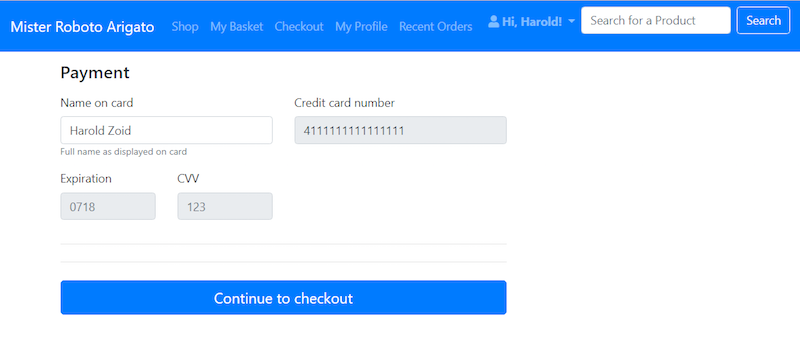 Mister Roboto Arigato Shop My Basket Checkout My Profile Recent Orders Hi, Harold! Search for a Product Search
Payment
Name on card Credit card number
Harold Zoid 4111111111111111
Full name as displayed on card
Expiration CVV
0718 123
Continue to checkout